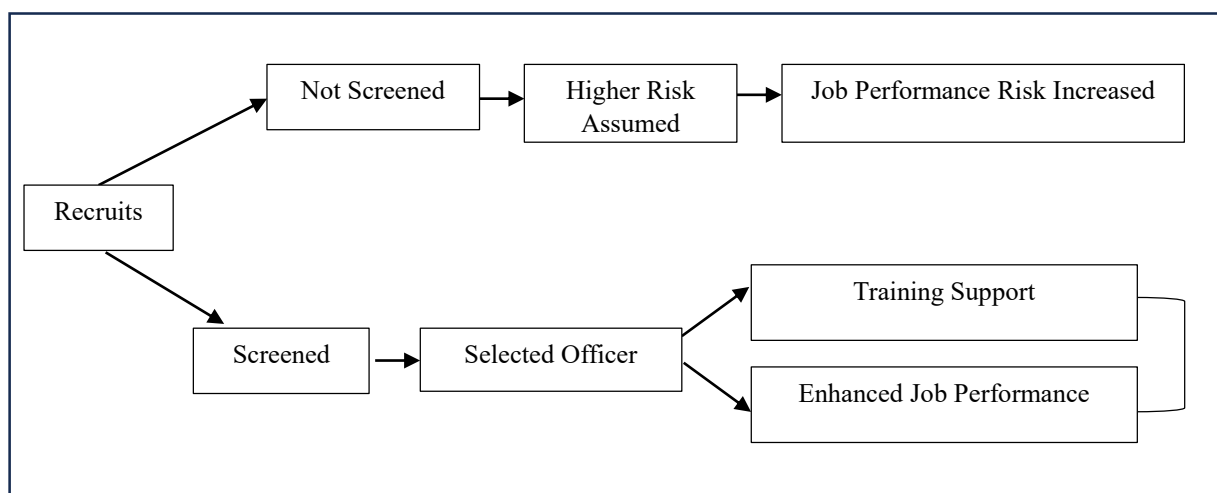 Not Screened
Higher Risk
Assumed
Job Performance Risk Increased
Recruits
Screened
Selected Officer
Training Support
Enhanced Job Performance